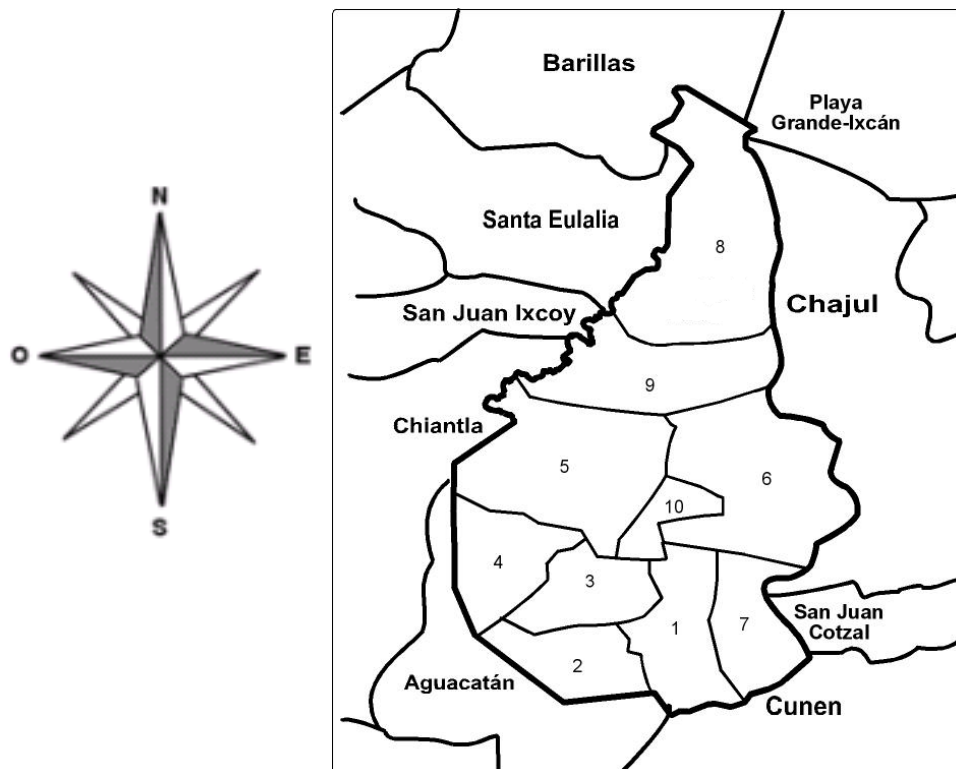 N
O
E
S
Barillas
Playa
Grande-Ixcán
Santa Eulalia
8
San Juan Ixcoy
Chajul
9
Chiantla
5
6
10
4
3
San Juan
Cotzal
1
7
2
Aguacatán
Cunen